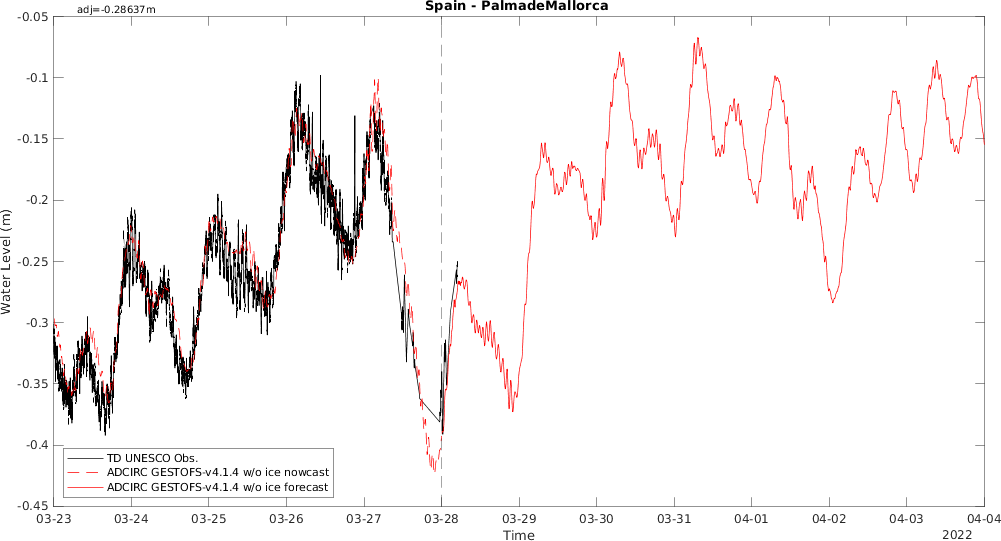 Spain - PalmadeMallorca
adj=-0.28637m
-0.05
-0.1
-0.15
-0.2
-0.25
-0.3
-0.35
-0.4
-0.45
Water Level (m)
TD UNESCO Obs.
ADCIRC GESTOFS-v4.1.4 w/o ice nowcast
ADCIRC GESTOFS-v4.1.4 w/o ice forecast
03-23 03-24 03-25 03-26 03-27 03-28 03-29 03-30 03-31 04-01 04-02 04-03 04-04
Time
2022